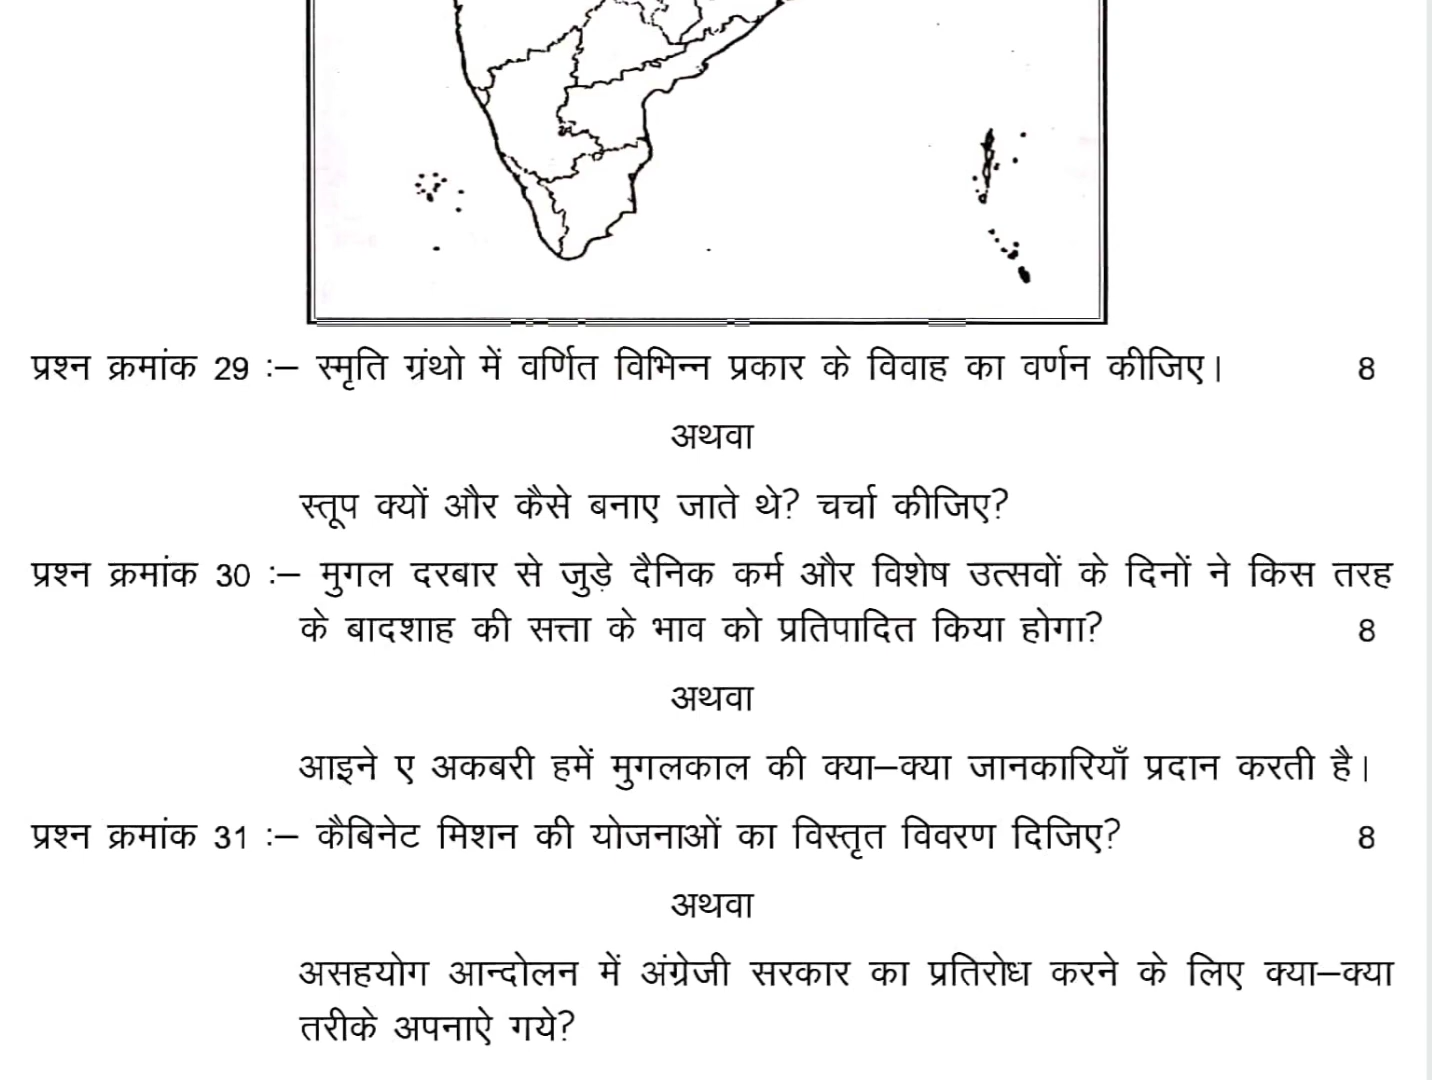 प्रश्न क्रमांक 29 :– स्मृति ग्रंथो में वर्णित विभिन्न प्रकार के विवाह का वर्णन कीजिए। 8
अथवा
स्तूप क्यों और कैसे बनाए जाते थे? चर्चा कीजिए?
प्रश्न क्रमांक 30 :– मुगल दरबार से जुड़े दैनिक कर्म और विशेष उत्सवों के दिनों ने किस तरह
के बादशाह की सत्ता के भाव को प्रतिपादित किया होगा? 8
अथवा
आइने ए अकबरी हमें मुगलकाल की क्या–क्या जानकारियाँ प्रदान करती है।
प्रश्न क्रमांक 31 :– कैबिनेट मिशन की योजनाओं का विस्तृत विवरण दिजिए? 8
अथवा
असहयोग आन्दोलन में अंग्रेजी सरकार का प्रतिरोध करने के लिए क्या–क्या
तरीके अपनाऐ गये?